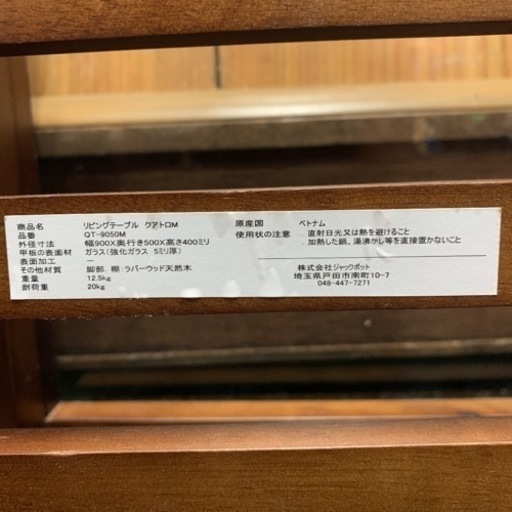 商品名 リビングテーブル クアトロM
品番 QT-9050M
外径寸法 幅900X奥行き500X高さ400ミリ
甲板の表面材 ガラス(強化ガラス 5ミリ厚)
表面加工 ー
その他材質 脚部、棚:ラバーウッド天然木
重量 12.5kg
耐荷重 20kg
原産国 ベトナム
使用状の注意 . 直射日光又は熱を避けること
. 加熱した鍋、湯沸かし等を直接置かないこと
株式会社ジャックポット
埼玉県戸田市南町10-7
048-447-7271